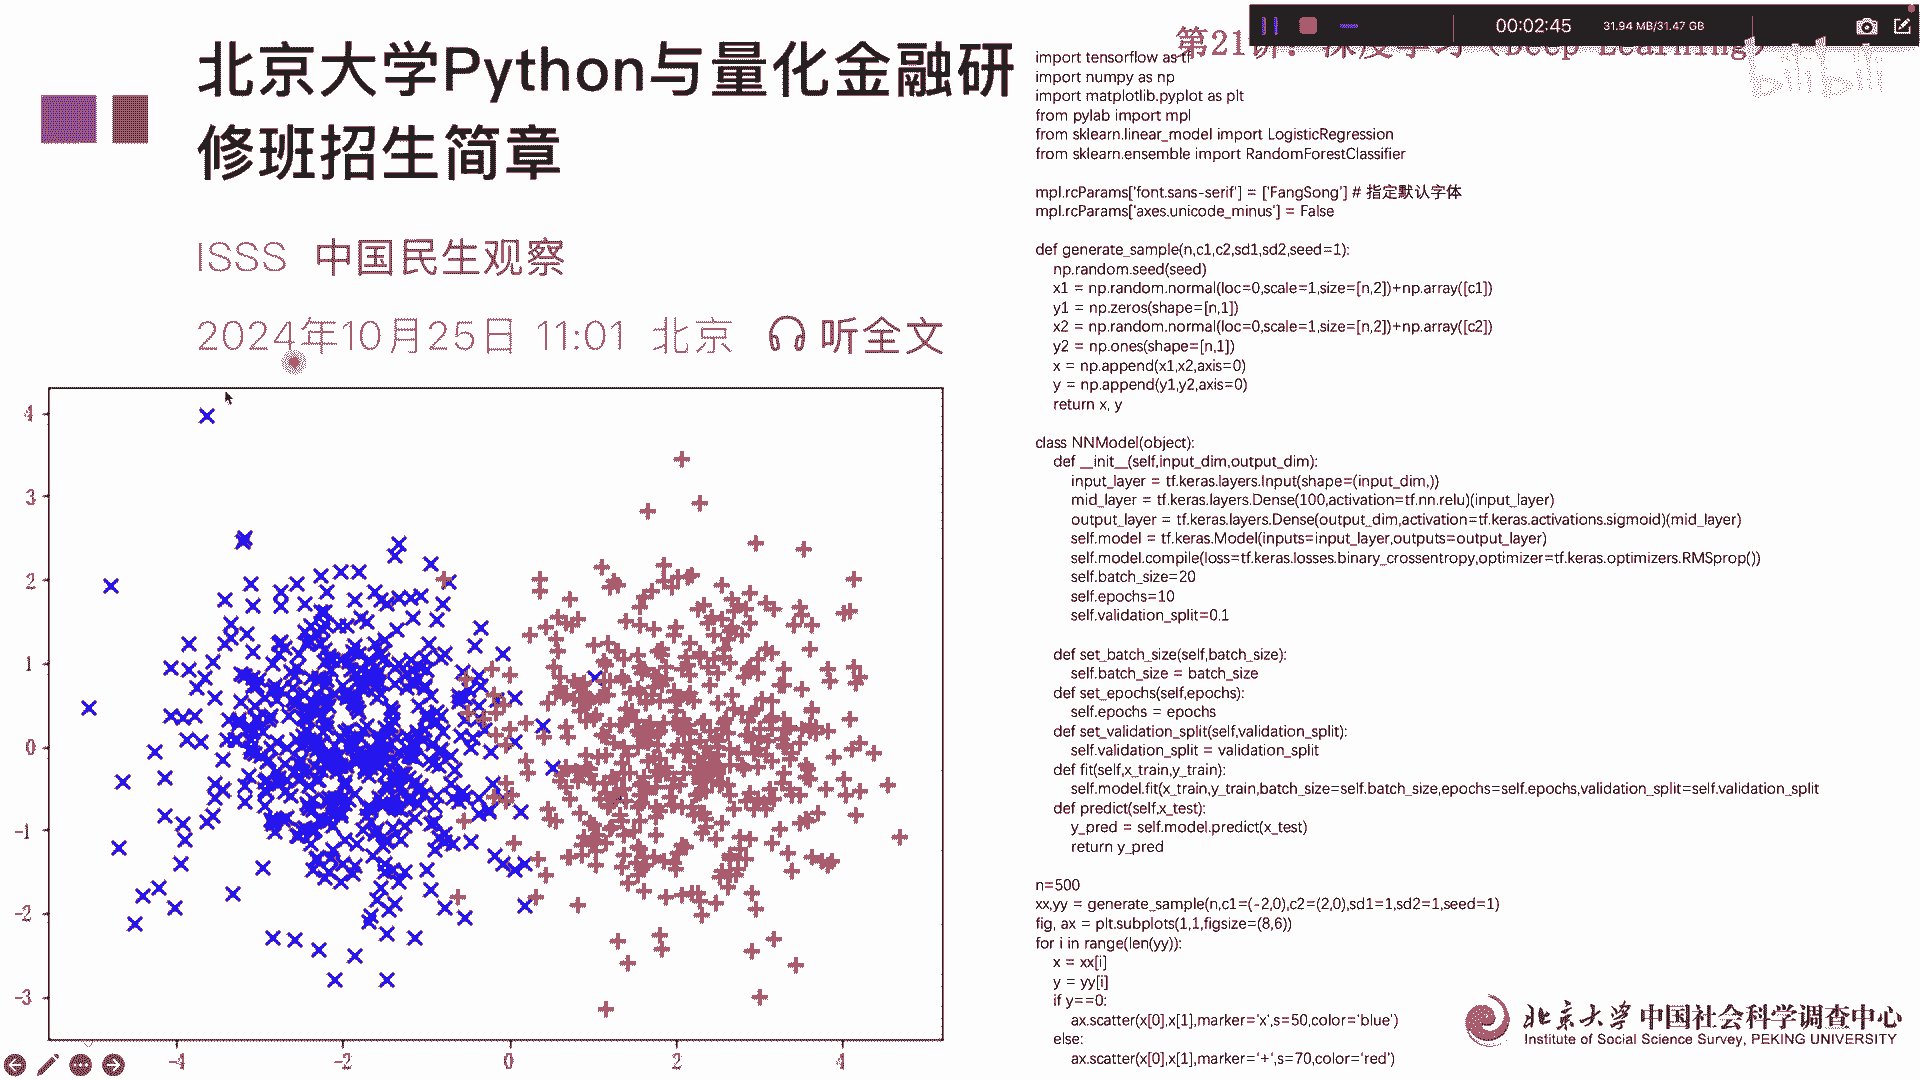 北京大学Python与量化金融研
修班招生简章
ISSS 中国民生观察
2024年10月25日 11:01 北京 听全文
4
3
2
1
0
-1
-2
-3
-4
-2
0
2
4
00:02:45
31.94 MB/31.47 GB
第21讲：深度学习（Deep Learning）
bilibili
import tensorflow as tf
import numpy as np
import matplotlib.pyplot as plt
from pylab import mpl
from sklearn.linear_model import LogisticRegression
from sklearn.ensemble import RandomForestClassifier
mpl.rcParams['font.sans-serif'] = ['FangSong'] # 指定默认字体
mpl.rcParams['axes.unicode_minus'] = False
def generate_sample(n,c1,c2,sd1,sd2,seed=1):
np.random.seed(seed)
x1 = np.random.normal(loc=0,scale=1,size=[n,2])+np.array([c1])
y1 = np.zeros(shape=[n,1])
x2 = np.random.normal(loc=0,scale=1,size=[n,2])+np.array([c2])
y2 = np.ones(shape=[n,1])
x = np.append(x1,x2,axis=0)
y = np.append(y1,y2,axis=0)
return x, y
class NNModel(object):
def __init__(self,input_dim,output_dim):
input_layer = tf.keras.layers.Input(shape=(input_dim,))
mid_layer = tf.keras.layers.Dense(100,activation=tf.nn.relu)(input_layer)
output_layer = tf.keras.layers.Dense(output_dim,activation=tf.keras.activations.sigmoid)(mid_layer)
self.model = tf.keras.Model(inputs=input_layer,outputs=output_layer)
self.model.compile(loss=tf.keras.losses.binary_crossentropy,optimizer=tf.keras.optimizers.RMSprop())
self.batch_size=20
self.epochs=10
self.validation_split=0.1
def set_batch_size(self,batch_size):
self.batch_size = batch_size
def set_epochs(self,epochs):
self.epochs = epochs
def set_validation_split(self,validation_split):
self.validation_split = validation_split
def fit(self,x_train,y_train):
self.model.fit(x_train,y_train,batch_size=self.batch_size,epochs=self.epochs,validation_split=self.validation_split
def predict(self,x_test):
y_pred = self.model.predict(x_test)
return y_pred
n=500
xx,yy = generate_sample(n,c1=(-2,0),c2=(2,0),sd1=1,sd2=1,seed=1)
fig, ax = plt.subplots(1,1,figsize=(8,6))
for i in range(len(yy)):
x = xx[i]
y = yy[i]
if y==0:
ax.scatter(x[0],x[1],marker='x',s=50,color='blue')
else:
ax.scatter(x[0],x[1],marker='+',s=70,color='red')
北京大学中国社会科学调查中心
Institute of Social Science Survey, PEKING UNIVERSITY